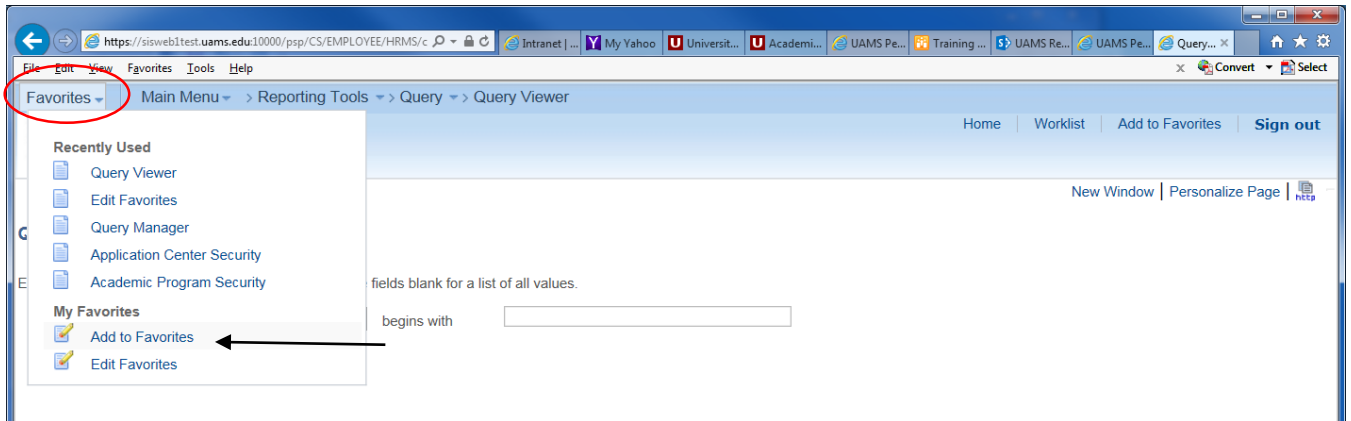 https://sisweb1test.uams.edu:10000/psp/CS/EMPLOYEE/HRMS/c
Intranet | ...
My Yahoo
Universit...
Academi...
UAMS Pe...
Training ...
UAMS Re...
UAMS Pe...
Query...
File Edit View Favorites Tools Help
x Convert Select
Favorites Main Menu > Reporting Tools > Query > Query Viewer
Home Worklist Add to Favorites Sign out
Recently Used
Query Viewer
Edit Favorites
Query Manager
Application Center Security
Academic Program Security
My Favorites
Add to Favorites
Edit Favorites
New Window | Personalize Page | http
fields blank for a list of all values.
begins with